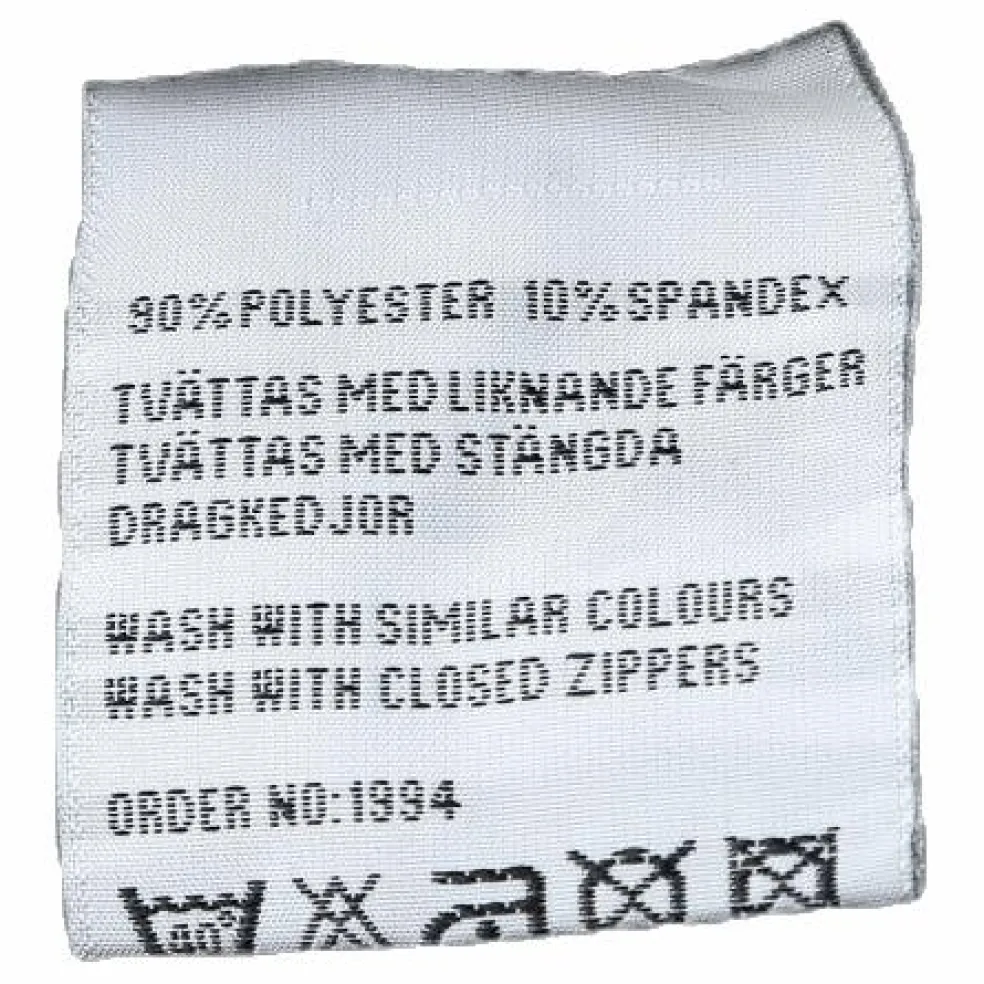 90%POLYESTER 10%SPANDEX
TVÄTTAS MED LIKNANDE FÄRGER
TVÄTTAS MED STÄNGDA
DRAGKEDJOR
WASH WITH SIMILAR COLOURS
WASH WITH CLOSED ZIPPERS
ORDER NO:1994
40°